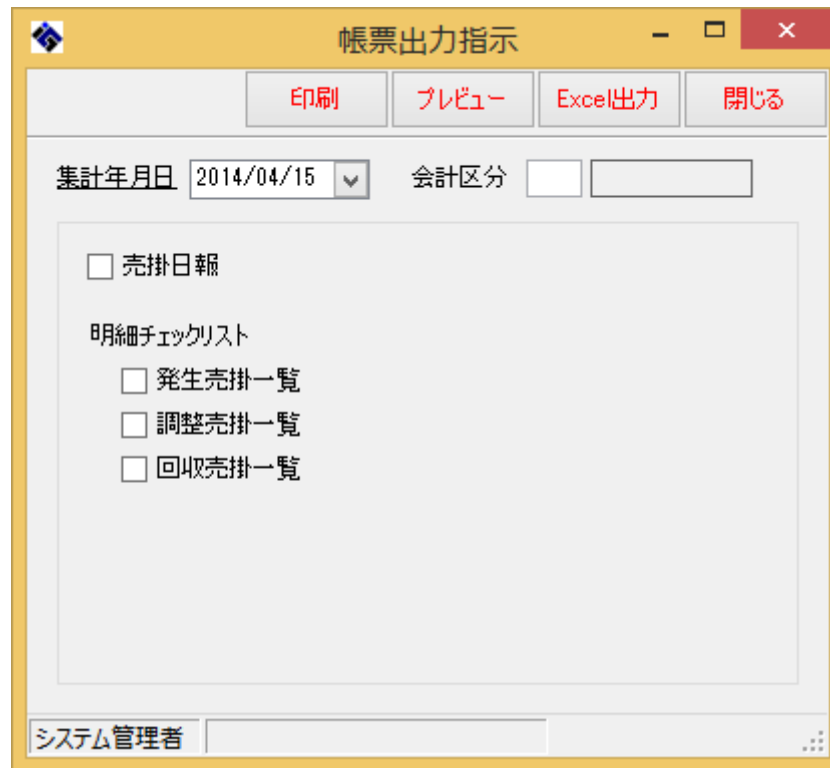 帳票出力指示
印刷 プレビュー Excel出力 閉じる
集計年月日 2014/04/15 会計区分
売掛日報
明細チェックリスト
発生売掛一覧
調整売掛一覧
回収売掛一覧
システム管理者